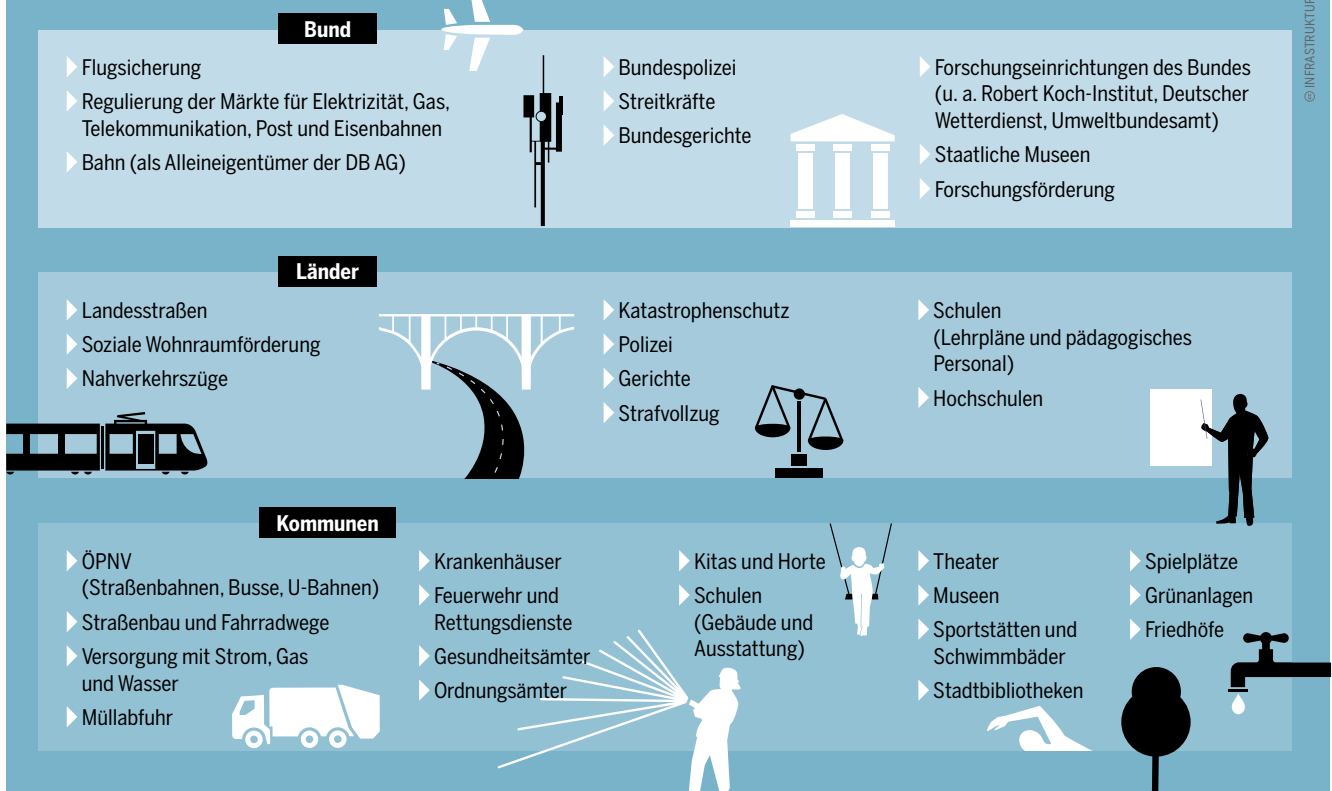 Bund
Flugsicherung
Regulierung der Märkte für Elektrizität, Gas,
Telekommunikation, Post und Eisenbahnen
Bahn (als Alleineigentümer der DB AG)
Bundespolizei
Streitkräfte
Bundesgerichte
Forschungseinrichtungen des Bundes
(u. a. Robert Koch-Institut, Deutscher
Wetterdienst, Umweltbundesamt)
Staatliche Museen
Forschungsförderung
Länder
Landesstraßen
Soziale Wohnraumförderung
Nahverkehrszüge
Katastrophenschutz
Polizei
Gerichte
Strafvollzug
Schulen
(Lehrpläne und pädagogisches
Personal)
Hochschulen
Kommunen
ÖPNV
(Straßenbahnen, Busse, U-Bahnen)
Straßenbau und Fahrradwege
Versorgung mit Strom, Gas
und Wasser
Müllabfuhr
Krankenhäuser
Feuerwehr und
Rettungsdienste
Gesundheitsämter
Ordnungsämter
Kitas und Horte
Schulen
(Gebäude und
Ausstattung)
Theater
Museen
Sportstätten und
Schwimmbäder
Stadtbibliotheken
Spielplätze
Grünanlagen
Friedhöfe
INFRASTRUKTUR